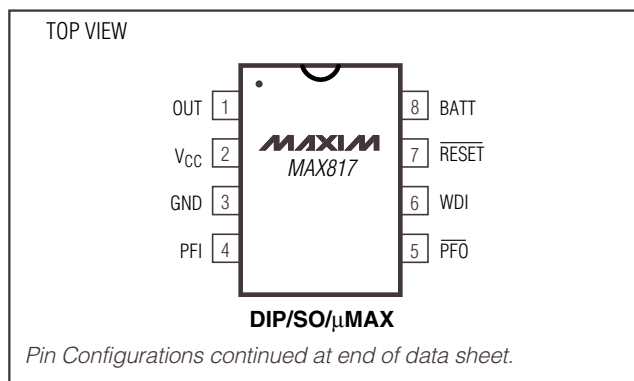 TOP VIEW
OUT 1
8 BATT
VCC 2
7 RESET
GND 3
6 WDI
PFI 4
5 PFO
MAXIM
MAX817
DIP/SO/μMAX
Pin Configurations continued at end of data sheet.